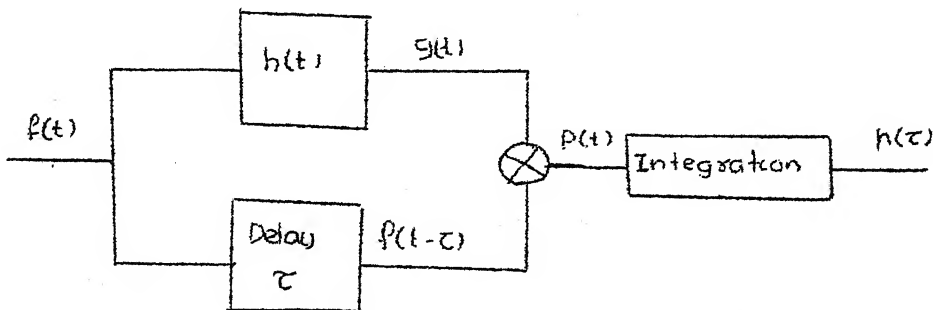 h(t)
g(t)
f(t)
p(t)
Integration
h(τ)
Delay
τ
f(t-τ)